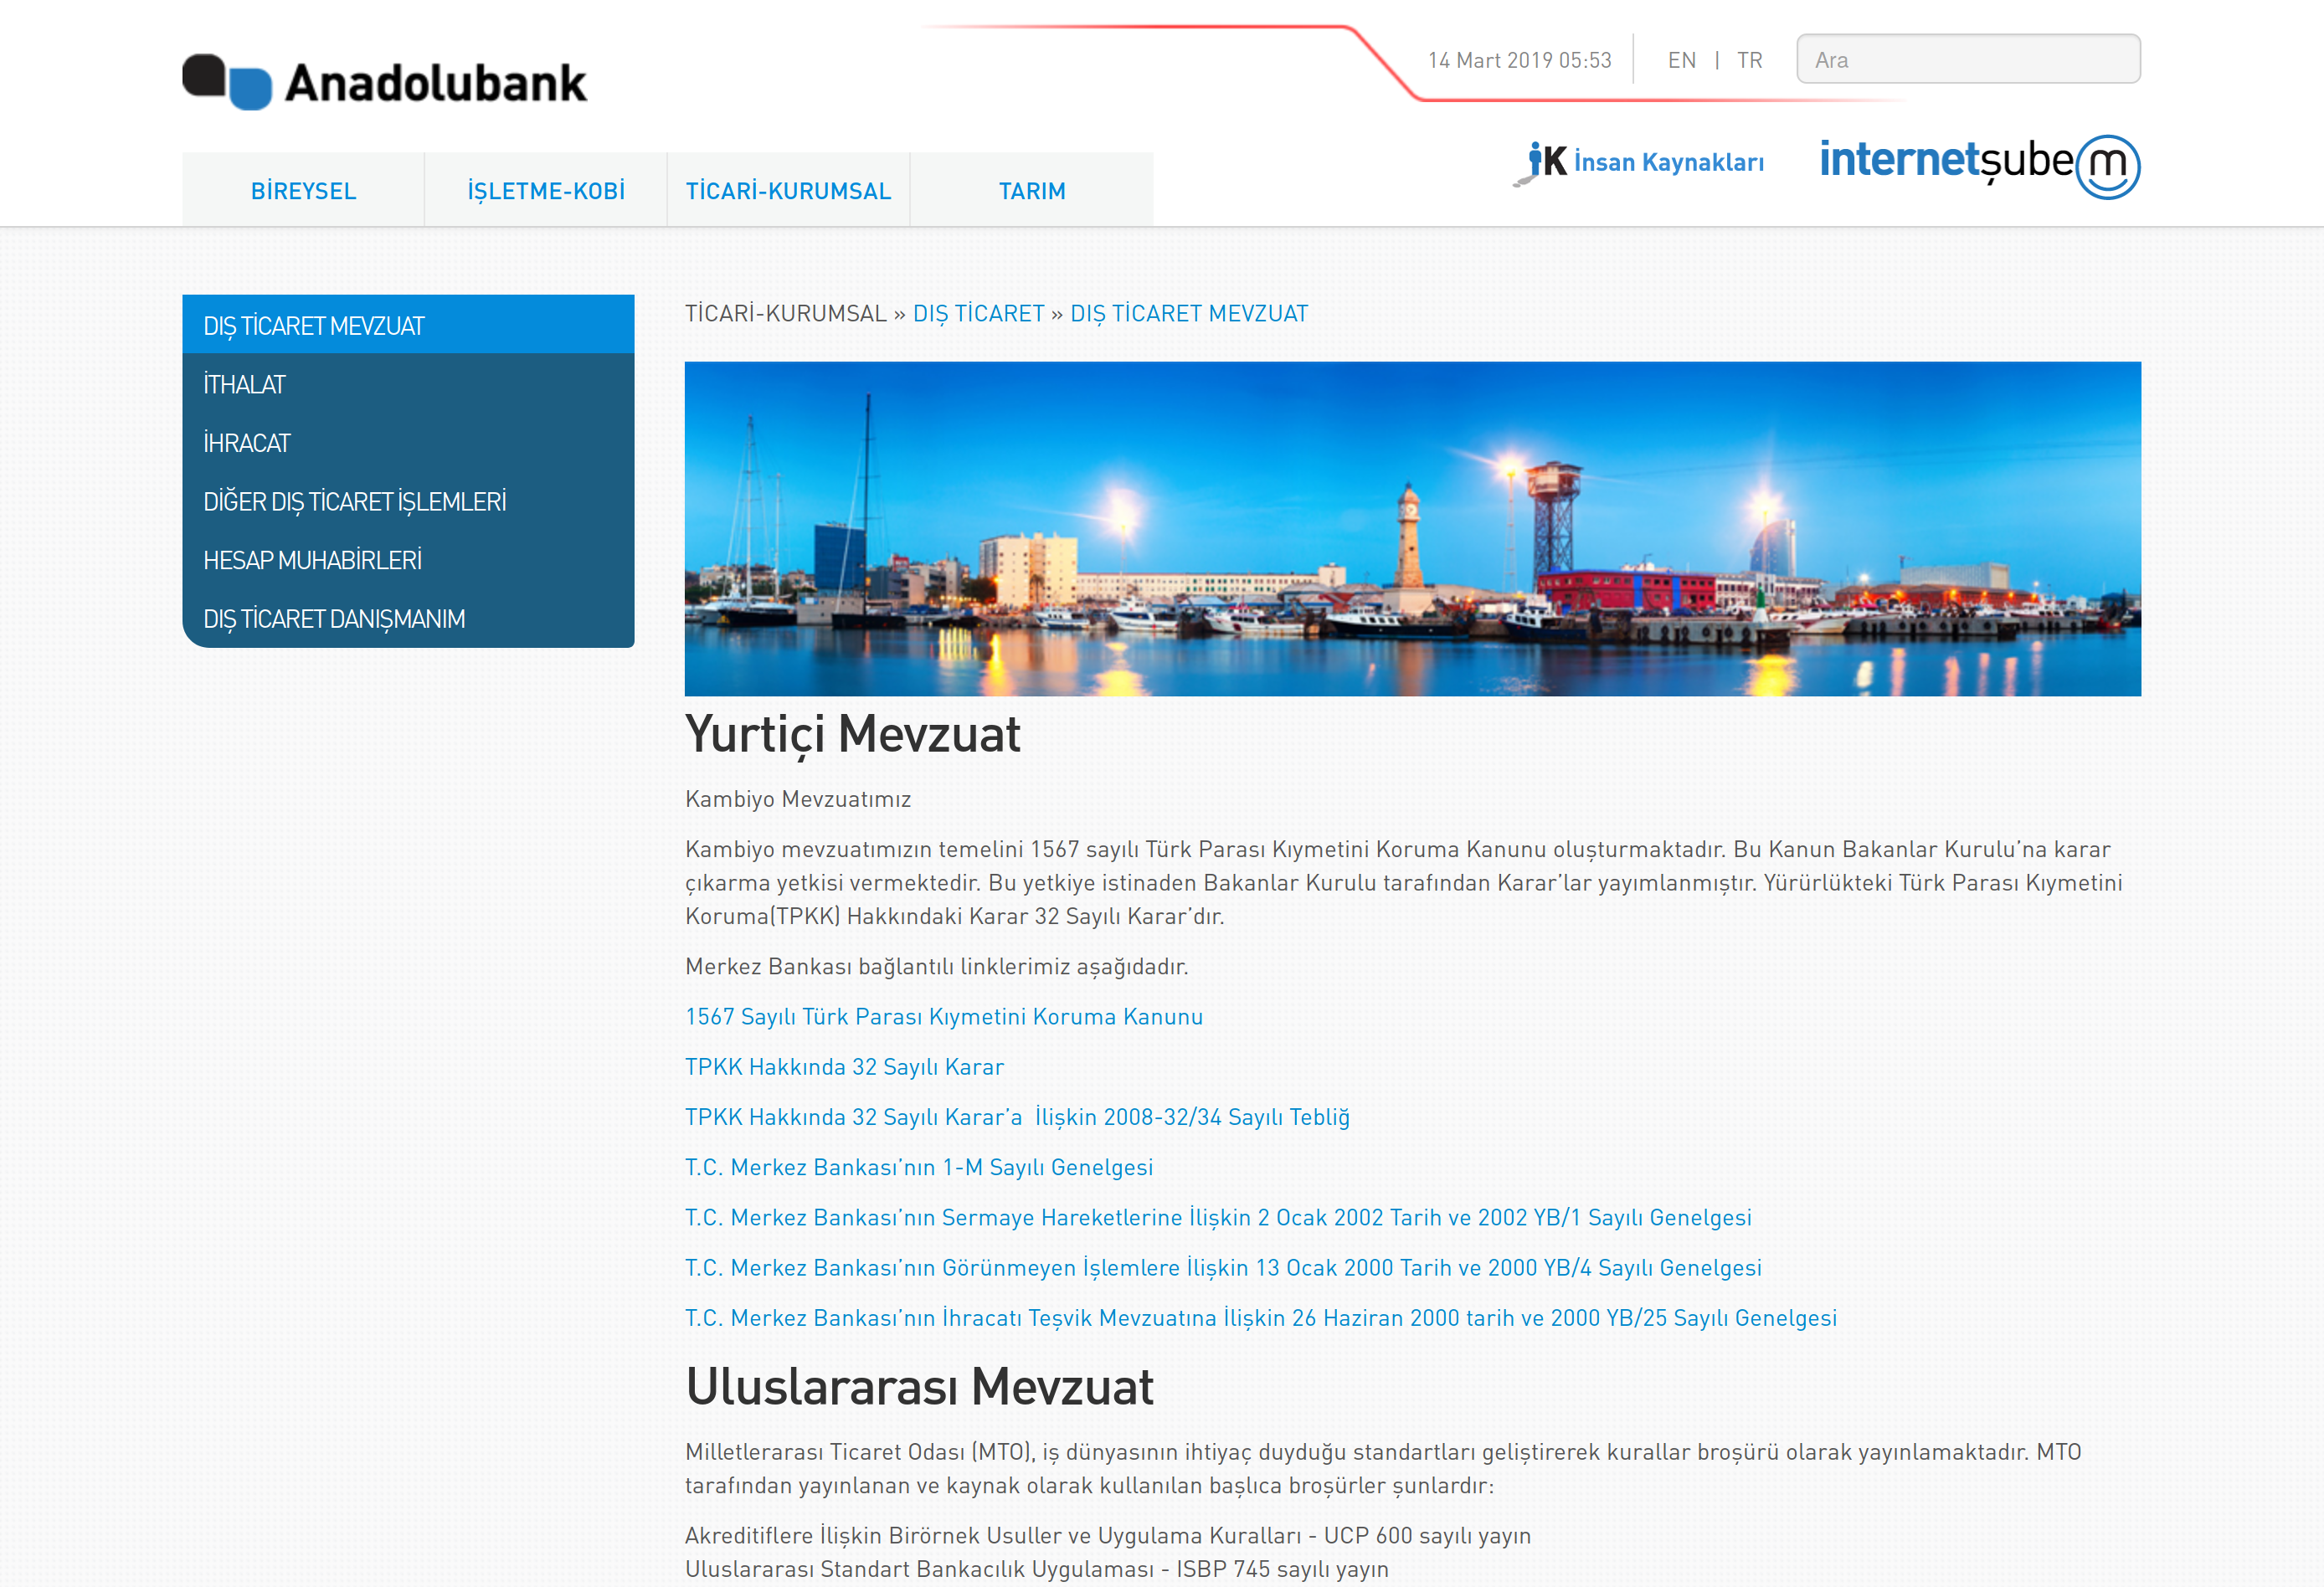 Anadolubank
14 Mart 2019 05:53
EN | TR
Ara
iK İnsan Kaynakları
internetşubem
BİREYSEL
İŞLETME-KOBİ
TİCARİ-KURUMSAL
TARIM
DIŞ TİCARET MEVZUAT
İTHALAT
İHRACAT
DİĞER DIŞ TİCARET İŞLEMLERİ
HESAP MUHABİRLERİ
DIŞ TİCARET DANIŞMANIM
TİCARİ-KURUMSAL » DIŞ TİCARET » DIŞ TİCARET MEVZUAT
Yurtiçi Mevzuat
Kambiyo Mevzuatımız
Kambiyo mevzuatımızın temelini 1567 sayılı Türk Parası Kıymetini Koruma Kanunu oluşturmaktadır. Bu Kanun Bakanlar Kurulu’na karar
çıkarma yetkisi vermektedir. Bu yetkiye istinaden Bakanlar Kurulu tarafından Karar’lar yayımlanmıştır. Yürürlükteki Türk Parası Kıymetini
Koruma(TPKK) Hakkındaki Karar 32 Sayılı Karar’dır.
Merkez Bankası bağlantılı linklerimiz aşağıdadır.
1567 Sayılı Türk Parası Kıymetini Koruma Kanunu
TPKK Hakkında 32 Sayılı Karar
TPKK Hakkında 32 Sayılı Karar’a  İlişkin 2008-32/34 Sayılı Tebliğ
T.C. Merkez Bankası’nın 1-M Sayılı Genelgesi
T.C. Merkez Bankası’nın Sermaye Hareketlerine İlişkin 2 Ocak 2002 Tarih ve 2002 YB/1 Sayılı Genelgesi
T.C. Merkez Bankası’nın Görünmeyen İşlemlere İlişkin 13 Ocak 2000 Tarih ve 2000 YB/4 Sayılı Genelgesi
T.C. Merkez Bankası’nın İhracatı Teşvik Mevzuatına İlişkin 26 Haziran 2000 tarih ve 2000 YB/25 Sayılı Genelgesi
Uluslararası Mevzuat
Milletlerarası Ticaret Odası (MTO), iş dünyasının ihtiyaç duyduğu standartları geliştirerek kurallar broşürü olarak yayınlamaktadır. MTO
tarafından yayınlanan ve kaynak olarak kullanılan başlıca broşürler şunlardır:
Akreditiflere İlişkin Birörnek Usuller ve Uygulama Kuralları - UCP 600 sayılı yayın
Uluslararası Standart Bankacılık Uygulaması - ISBP 745 sayılı yayın